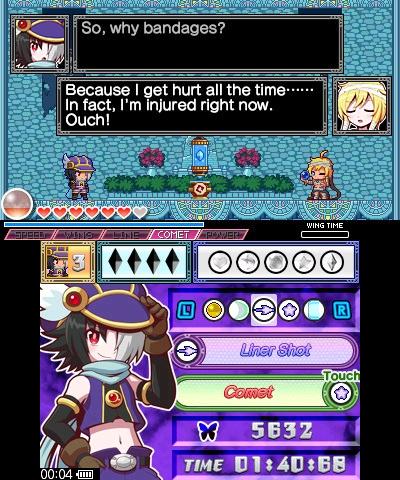 So, why bandages?
Because I get hurt all the time……
In fact, I'm injured right now.
Ouch!
WING TIME
SPEED WING LINE COMET POWER
3
L R
Liner Shot
Touch
Comet
5632
TIME 01:40:68
00:04